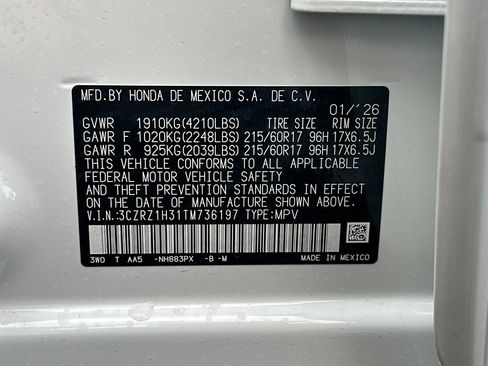 MFD.BY HONDA DE MEXICO S.A. DE C.V.
01/'26
GVWR 1910KG(4210LBS) TIRE SIZE RIM SIZE
GAWR F 1020KG(2248LBS) 215/60R17 96H 17X6.5J
GAWR R 925KG(2039LBS) 215/60R17 96H 17X6.5J
THIS VEHICLE CONFORMS TO ALL APPLICABLE
FEDERAL MOTOR VEHICLE SAFETY
AND THEFT PREVENTION STANDARDS IN EFFECT
ON THE DATE OF MANUFACTURE SHOWN ABOVE.
V.I.N.:3CZRZ1H31TM736197 TYPE:MPV
3W0 T AA5 -NH883PX -B -M MADE IN MEXICO